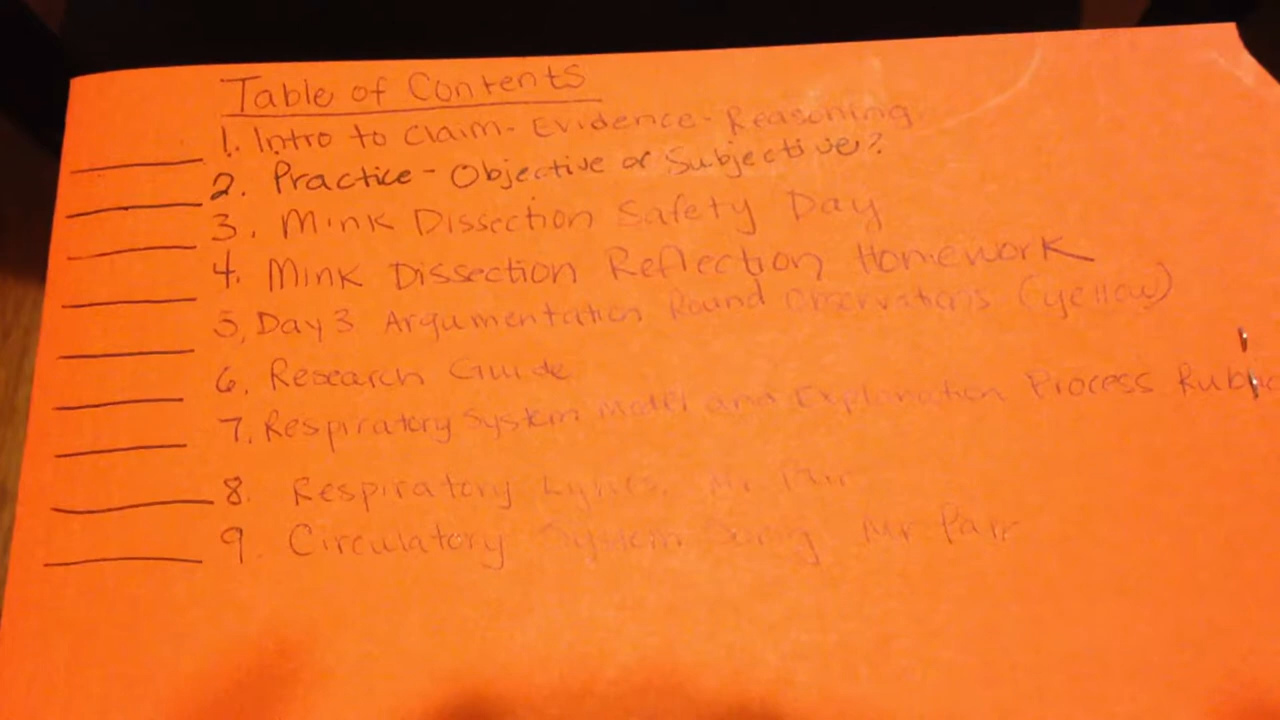 Table of Contents
1. Intro to Claim-Evidence-Reasoning
2. Practice - Objective or Subjective?
3. Mink Dissection Safety Day
4. Mink Dissection Reflection Homework
5. Day 3 Argumentation Round Observations (yellow)
6. Research Guide
7. Respiratory System Model and Explanation Process Rubric
8. Respiratory Lyrics, Mr Parr
9. Circulatory System Song Mr Parr